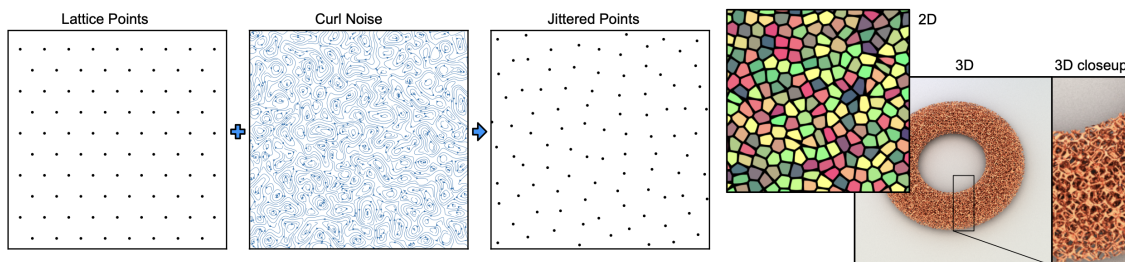 Lattice Points
Curl Noise
Jittered Points
2D
3D
3D closeup